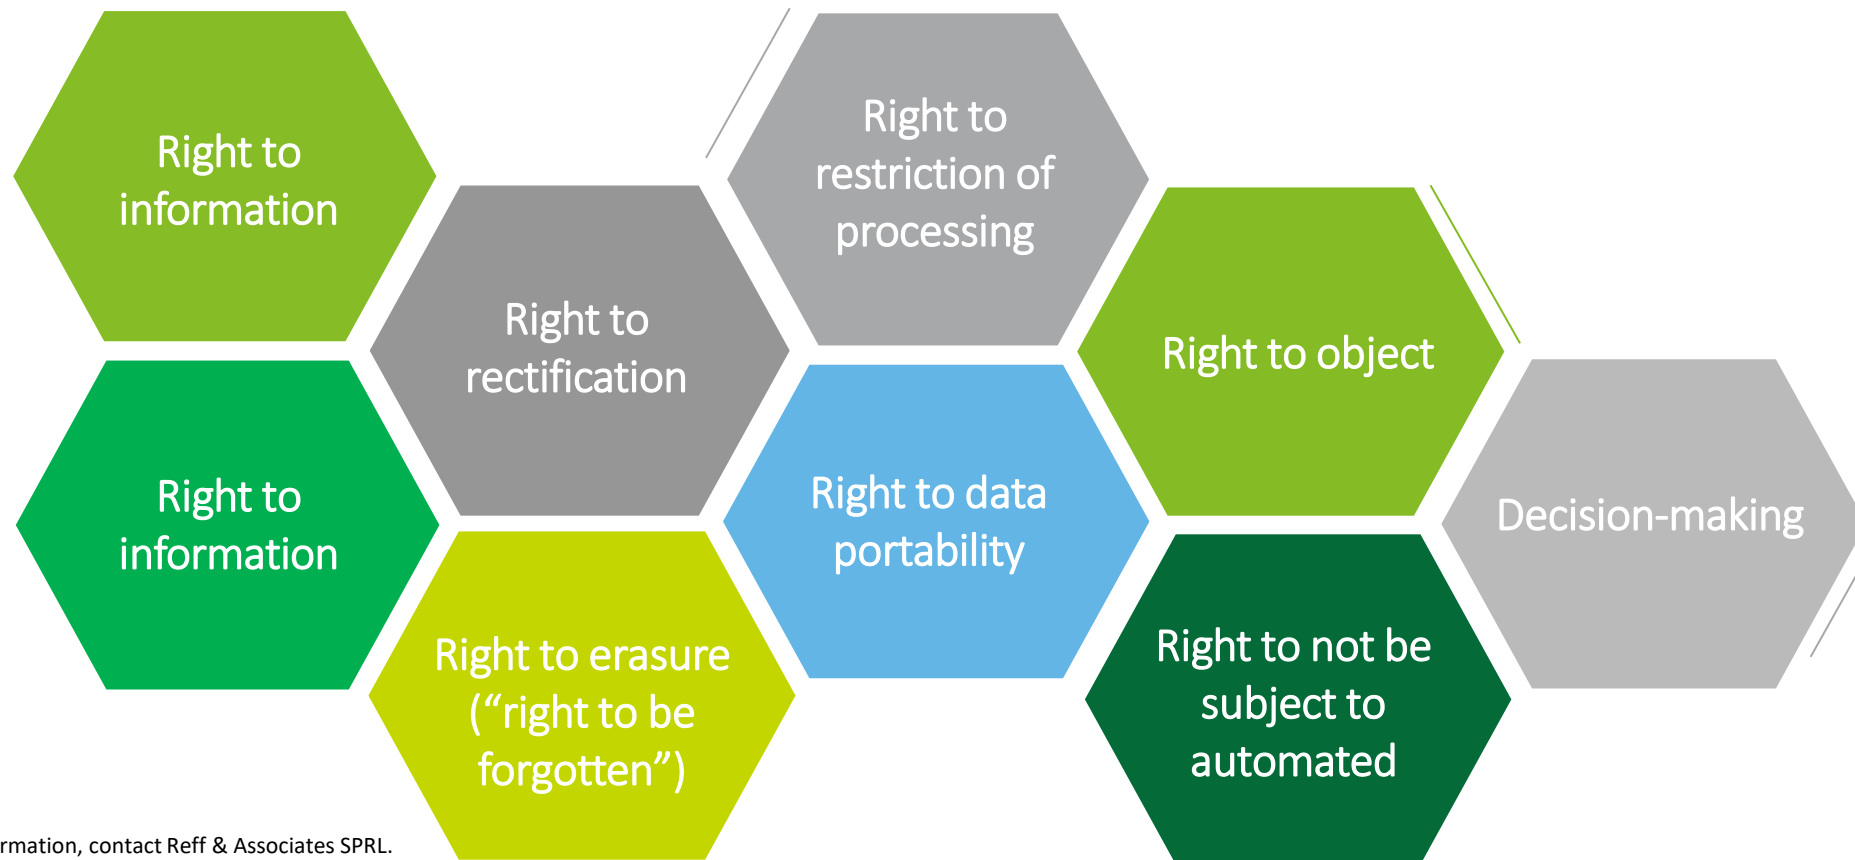 Right to
information
Right to
restriction of
processing
Right to
rectification
Right to object
Right to
information
Right to data
portability
Decision-making
Right to erasure
(“right to be
forgotten”)
Right to not be
subject to
automated
rmation, contact Reff & Associates SPRL.